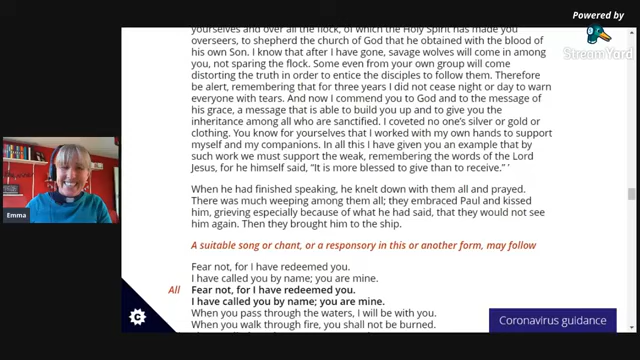 Powered by
StreamYard
yourselves and over all the flock, of which the Holy Spirit has made you
overseers, to shepherd the church of God that he obtained with the blood of
his own Son. I know that after I have gone, savage wolves will come in among
you, not sparing the flock. Some even from your own group will come
distorting the truth in order to entice the disciples to follow them. Therefore
be alert, remembering that for three years I did not cease night or day to warn
everyone with tears. And now I commend you to God and to the message of
his grace, a message that is able to build you up and to give you the
inheritance among all who are sanctified. I coveted no one's silver or gold or
clothing. You know for yourselves that I worked with my own hands to support
myself and my companions. In all this I have given you an example that by
such work we must support the weak, remembering the words of the Lord
Jesus, for he himself said, "It is more blessed to give than to receive." '
When he had finished speaking, he knelt down with them all and prayed.
There was much weeping among them all; they embraced Paul and kissed
him, grieving especially because of what he had said, that they would not see
him again. Then they brought him to the ship.
A suitable song or chant, or a responsory in this or another form, may follow
Fear not, for I have redeemed you.
I have called you by name; you are mine.
All Fear not, for I have redeemed you.
I have called you by name; you are mine.
When you pass through the waters, I will be with you.
When you walk through fire, you shall not be burned.
Emma
C
Coronavirus guidance